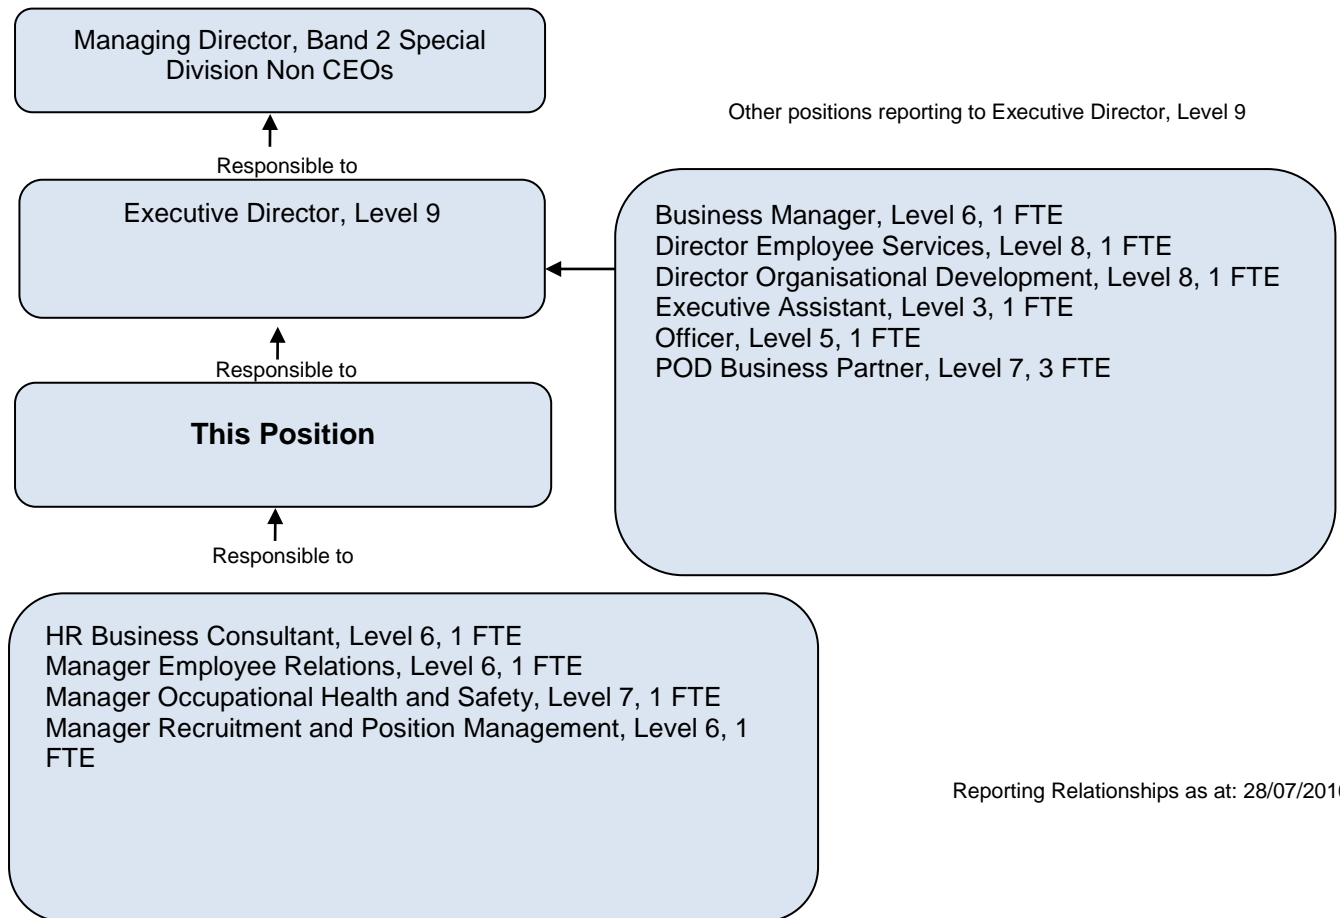 Managing Director, Band 2 Special
Division Non CEOs
Other positions reporting to Executive Director, Level 9
Responsible to
Executive Director, Level 9
Business Manager, Level 6, 1 FTE
Director Employee Services, Level 8, 1 FTE
Director Organisational Development, Level 8, 1 FTE
Executive Assistant, Level 3, 1 FTE
Officer, Level 5, 1 FTE
POD Business Partner, Level 7, 3 FTE
Responsible to
This Position
Responsible to
HR Business Consultant, Level 6, 1 FTE
Manager Employee Relations, Level 6, 1 FTE
Manager Occupational Health and Safety, Level 7, 1 FTE
Manager Recruitment and Position Management, Level 6, 1
FTE
Reporting Relationships as at: 28/07/2016